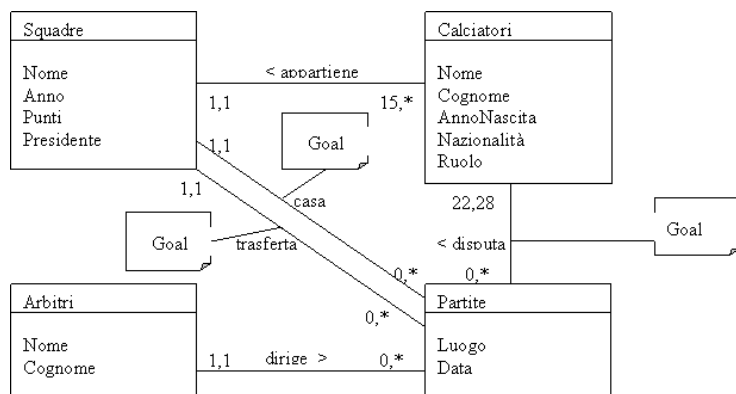 Squadre
Nome
Anno
Punti
Presidente
Calciatori
Nome
Cognome
AnnoNascita
Nazionalità
Ruolo
< appartiene
1,1
15,*
Goal
1,1
1,1
casa
22,28
Goal
trasferta
< disputa
Goal
0,*
0,*
0,*
Arbitri
Nome
Cognome
Partite
Luogo
Data
1,1
dirige >
0,*